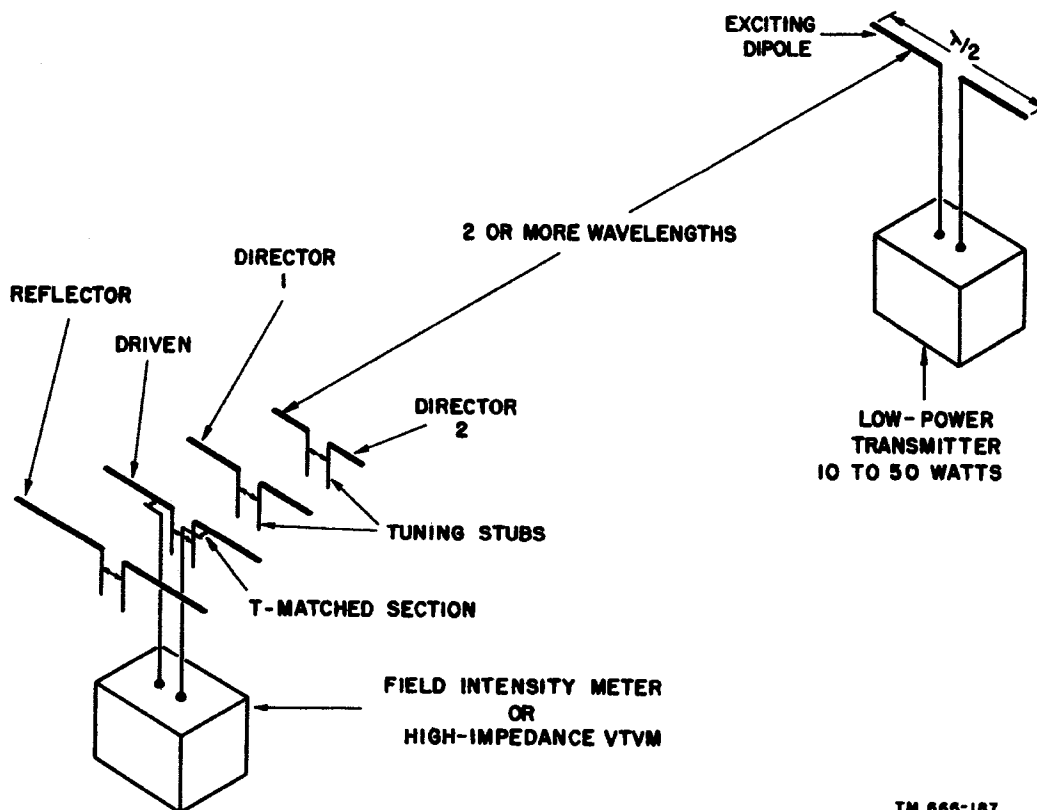 EXCITING
DIPOLE
λ/2
2 OR MORE WAVELENGTHS
DIRECTOR
1
REFLECTOR
DRIVEN
DIRECTOR
2
LOW-POWER
TRANSMITTER
10 TO 50 WATTS
TUNING STUBS
T-MATCHED SECTION
FIELD INTENSITY METER
OR
HIGH-IMPEDANCE VTVM
TM 666-187